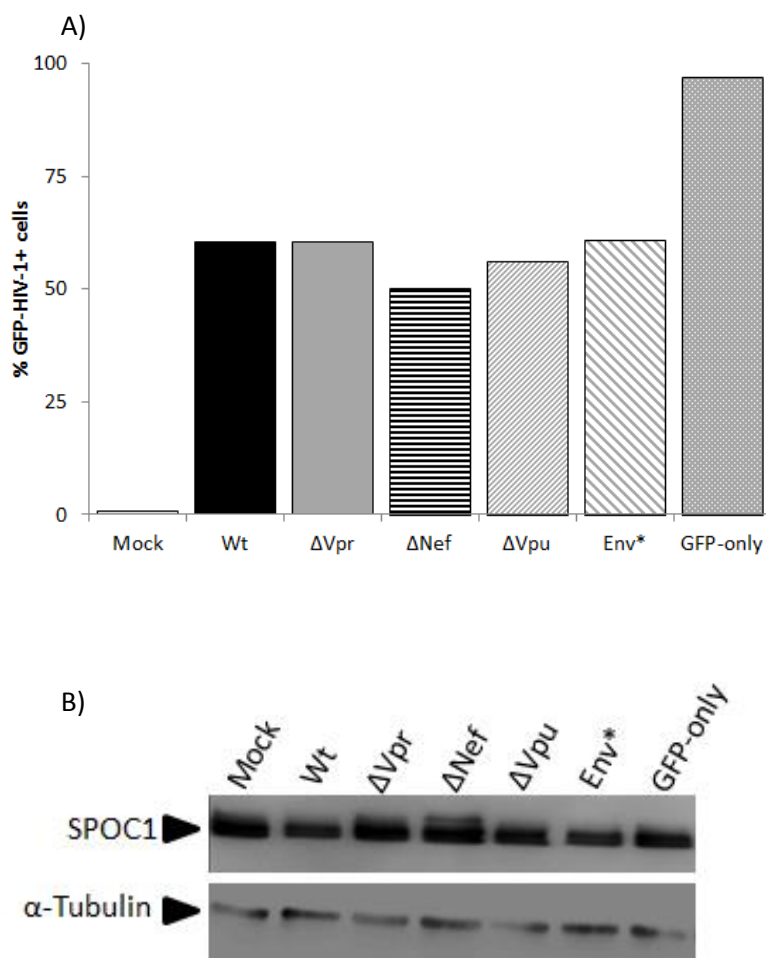 A)
100
75
50
25
0
% GFP-HIV-1+ cells
Mock Wt ΔVpr ΔNef ΔVpu Env* GFP-only
B)
Mock Wt ΔVpr ΔNef ΔVpu Env* GFP-only
SPOC1
α-Tubulin